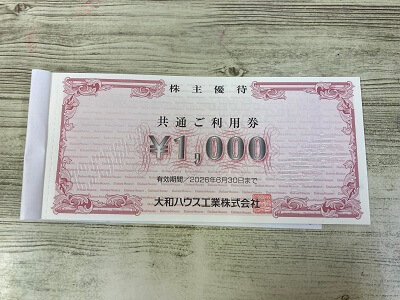 株主優待
共通ご利用券
¥1,000
有効期間/2026年6月30日まで
大和ハウス工業株式会社